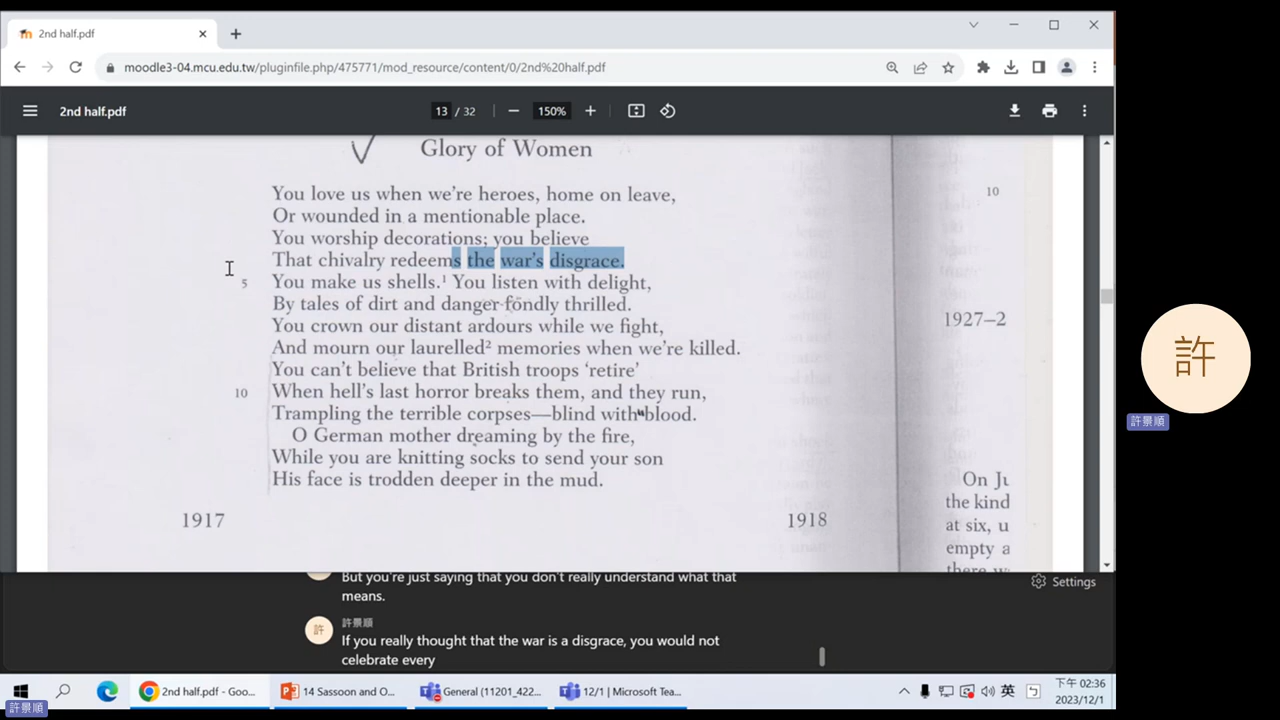 2nd half.pdf
moodle3-04.mcu.edu.tw/pluginfile.php/475771/mod_resource/content/0/2nd%20half.pdf
2nd half.pdf
13 / 32
150%
Glory of Women
10
You love us when we're heroes, home on leave,
Or wounded in a mentionable place.
You worship decorations; you believe
That chivalry redeems the war's disgrace.
5 You make us shells.¹ You listen with delight,
By tales of dirt and danger fondly thrilled.
You crown our distant ardours while we fight,
1927–2
And mourn our laurelled² memories when we're killed.
You can't believe that British troops ‘retire’
10 When hell's last horror breaks them, and they run,
Trampling the terrible corpses—blind with blood.
O German mother dreaming by the fire,
While you are knitting socks to send your son
His face is trodden deeper in the mud.
On Ju
the kind
1917 1918
at six, u
empty a
there w
But you're just saying that you don't really understand what that
means.
Settings
許景順
許
If you really thought that the war is a disgrace, you would not
celebrate every
許
許景順
2nd half.pdf - Goo...
14 Sassoon and O...
General (11201_422...
12/1 | Microsoft Tea...
英
下午 02:36
2023/12/1
許景順